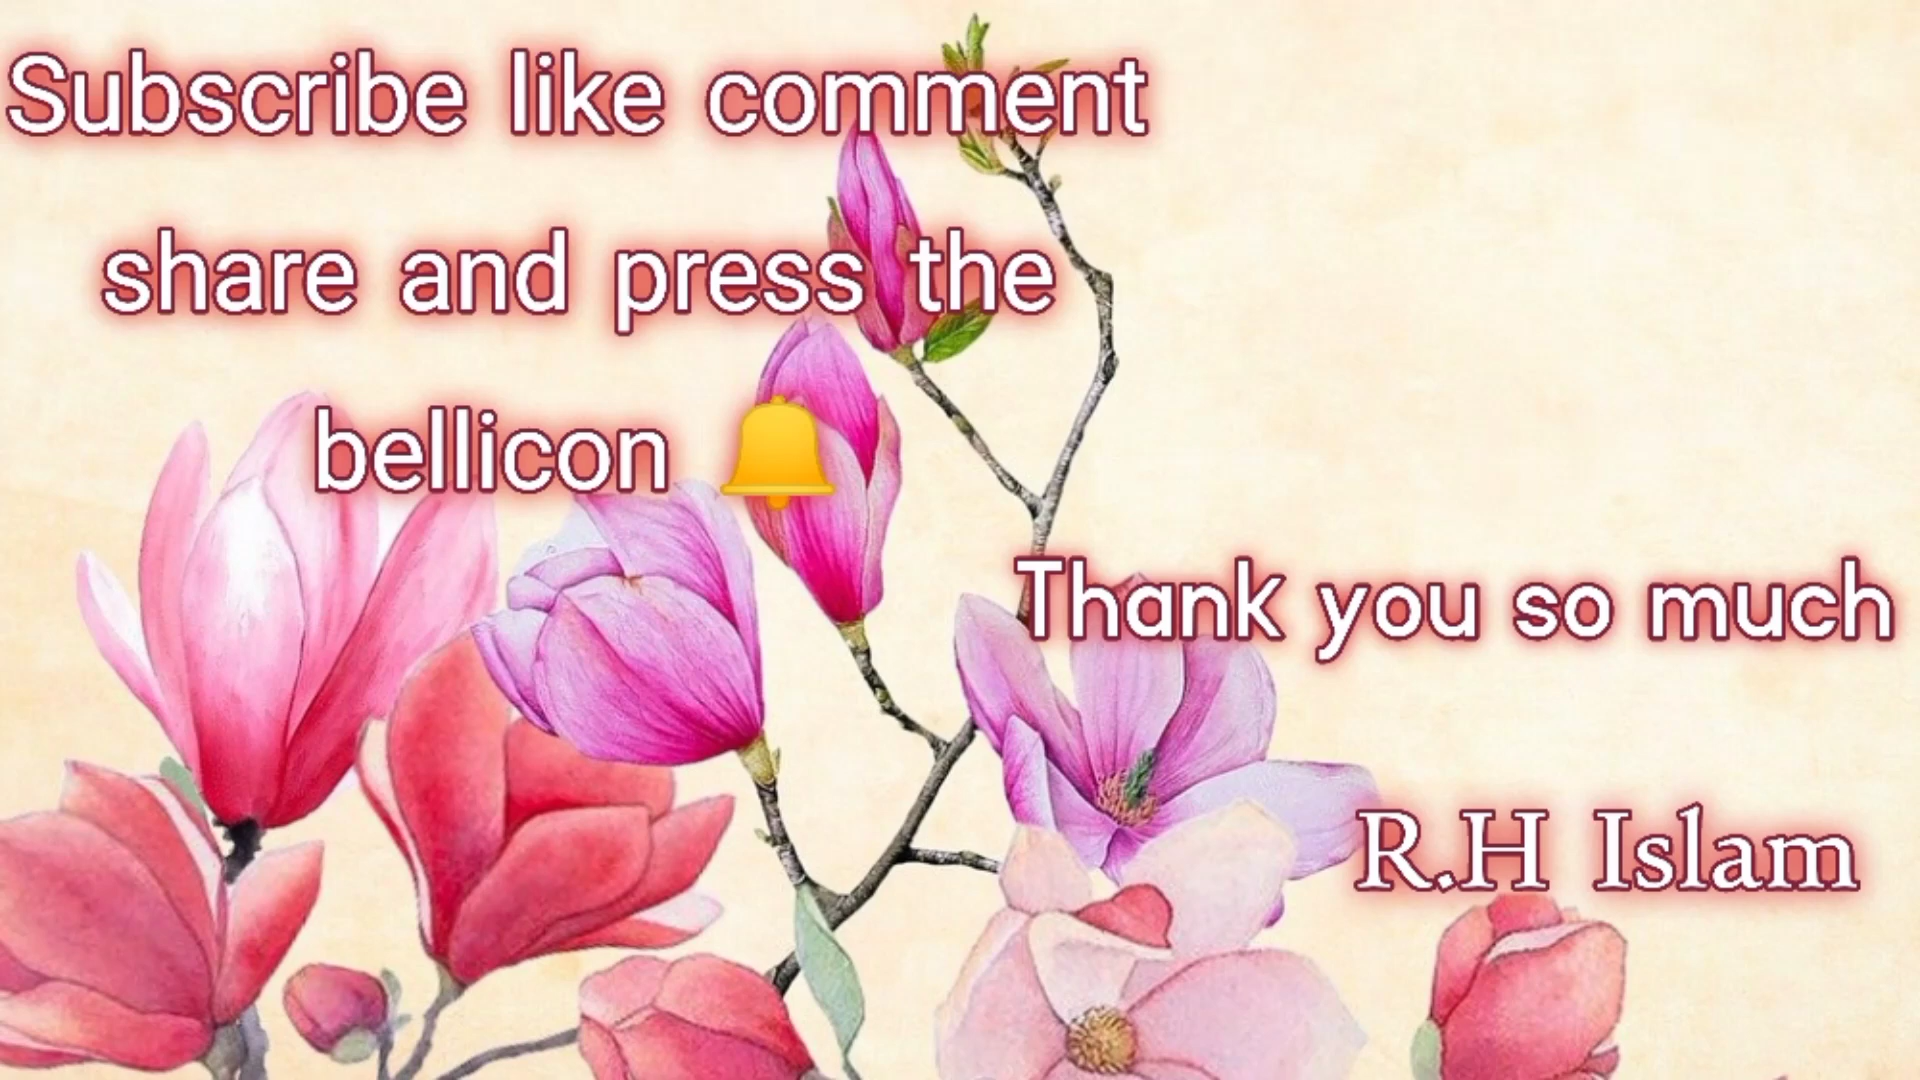 Subscribe like comment
share and press the
bellicon 🔔
Thank you so much
R.H Islam